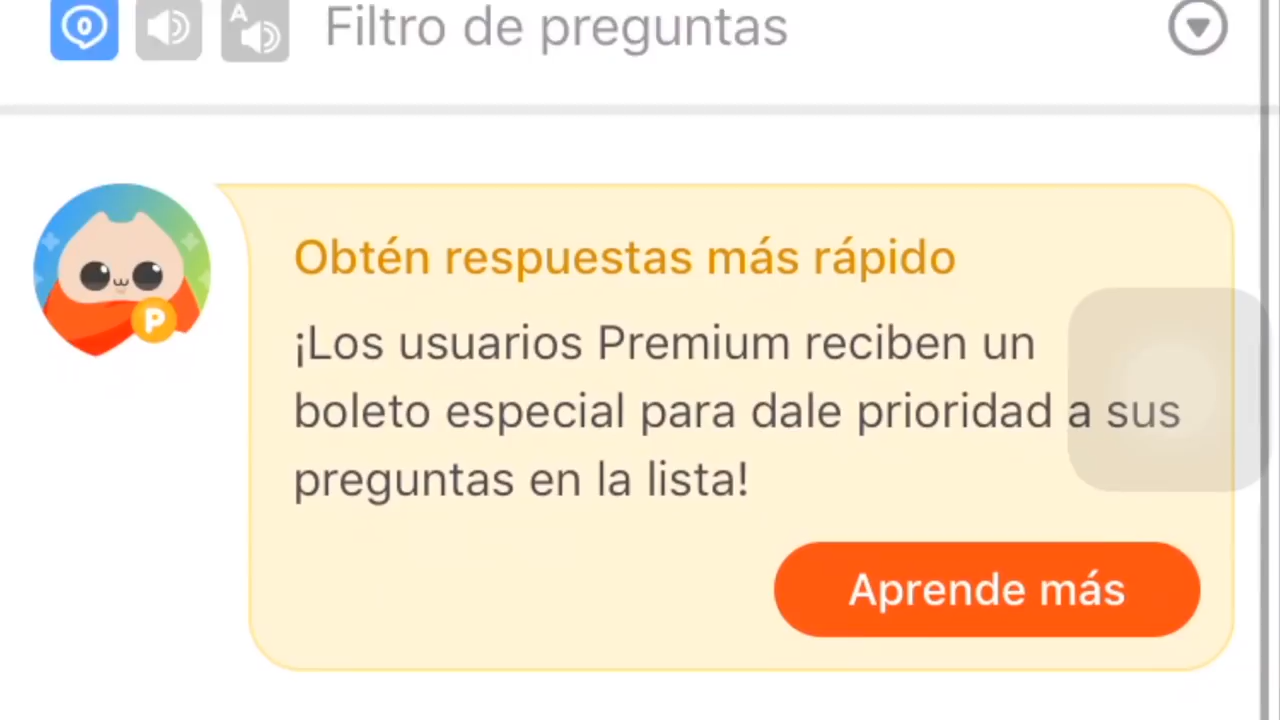 A
Filtro de preguntas
Obtén respuestas más rápido
¡Los usuarios Premium reciben un
boleto especial para dale prioridad a sus
preguntas en la lista!
P
Aprende más